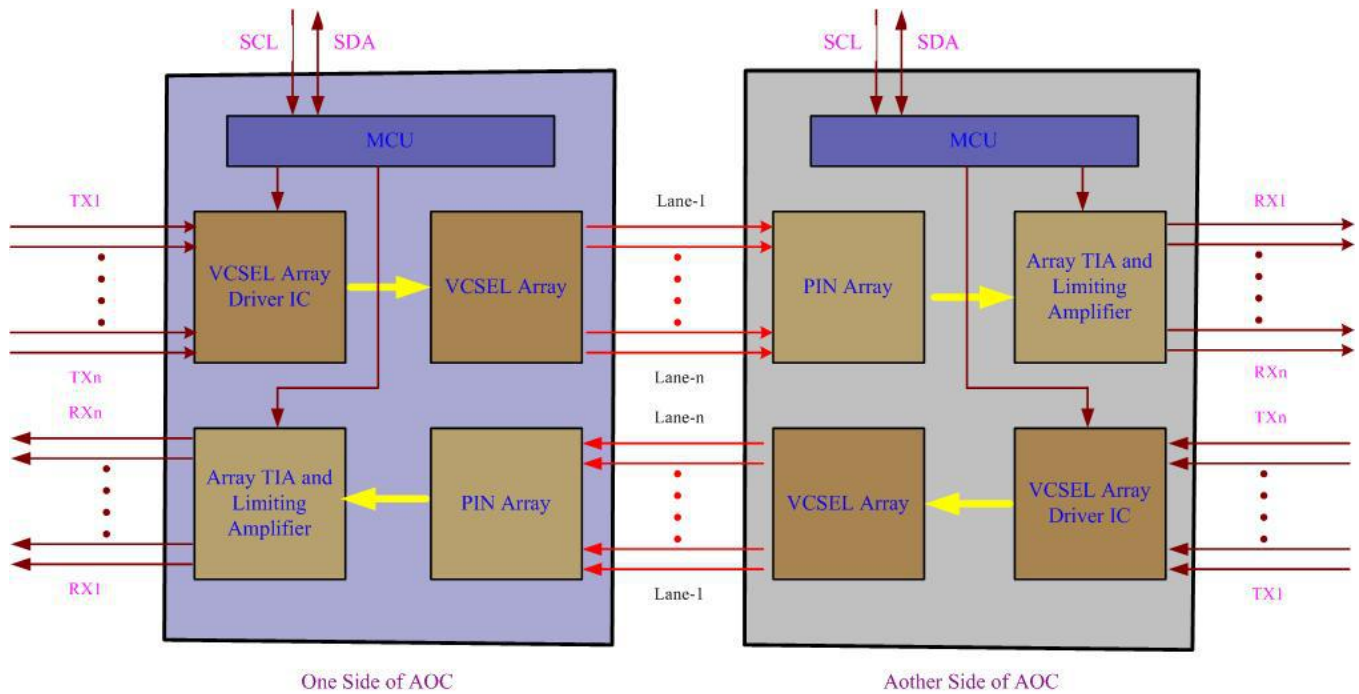 SCL SDA
SCL SDA
MCU
MCU
TX1
Lane-1
RX1
VCSEL Array
Driver IC
VCSEL Array
PIN Array
Array TIA and
Limiting
Amplifier
TXn
Lane-n
RXn
RXn
Lane-n
TXn
Array TIA and
Limiting
Amplifier
PIN Array
VCSEL Array
VCSEL Array
Driver IC
RX1
Lane-1
TX1
One Side of AOC
Aother Side of AOC